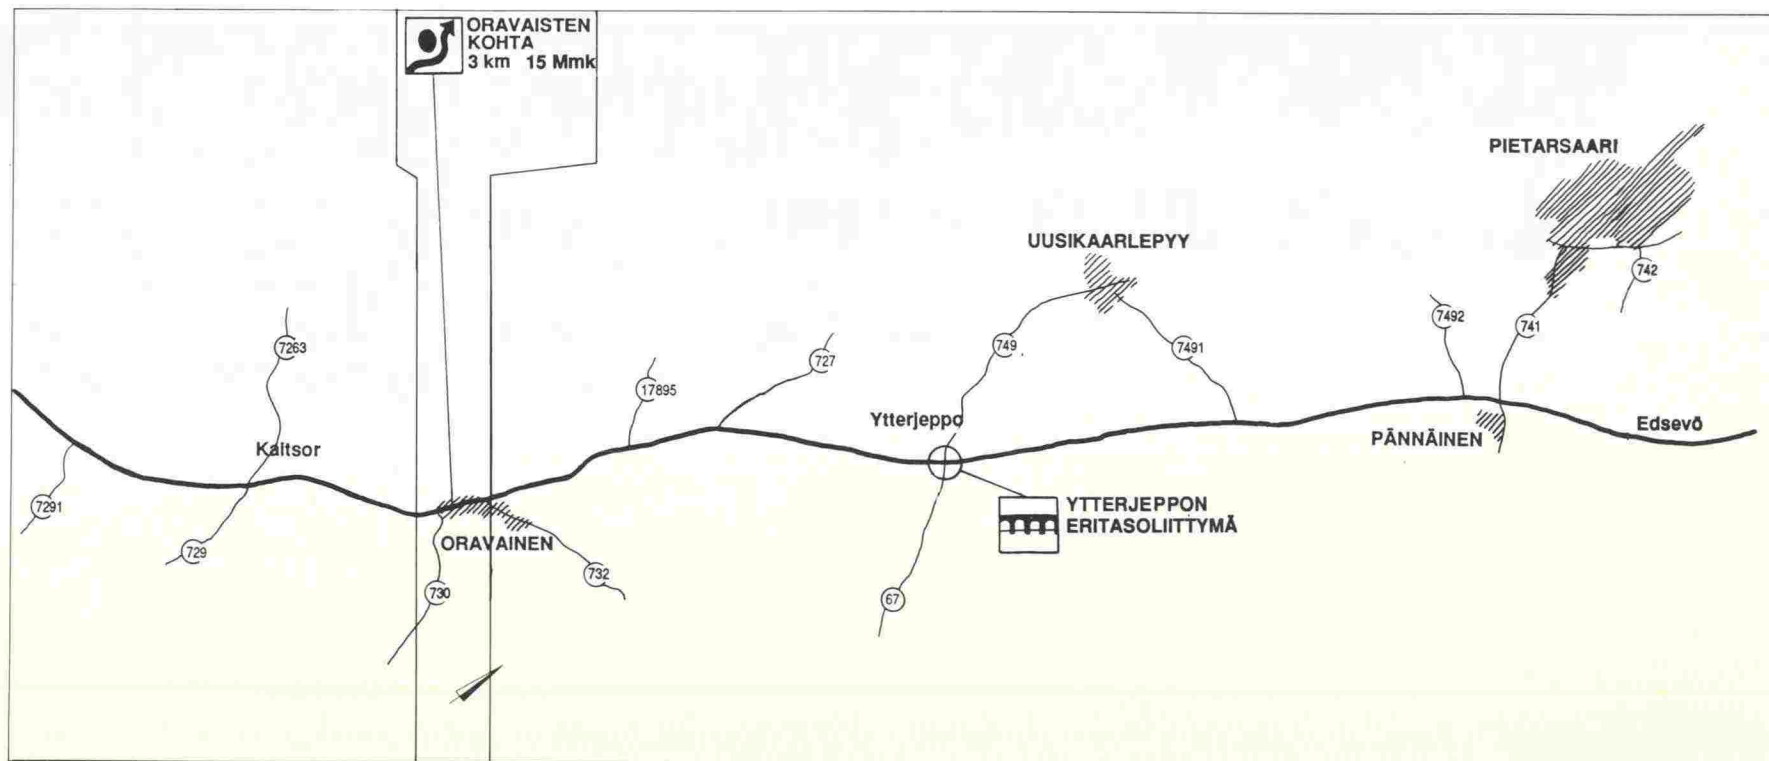 ORAVAISTEN
KOHTA
3 km 15 Mmk
PIETARSAARI
UUSIKAARLEPYY
742
7492
741
7263
749
7491
727
17895
Ytterjeppo
Kaitsor
PÄNNÄINEN
Edsevö
7291
YTTERJEPPON
ERITASOLIITTYMÄ
ORAVAINEN
729
730
732
67